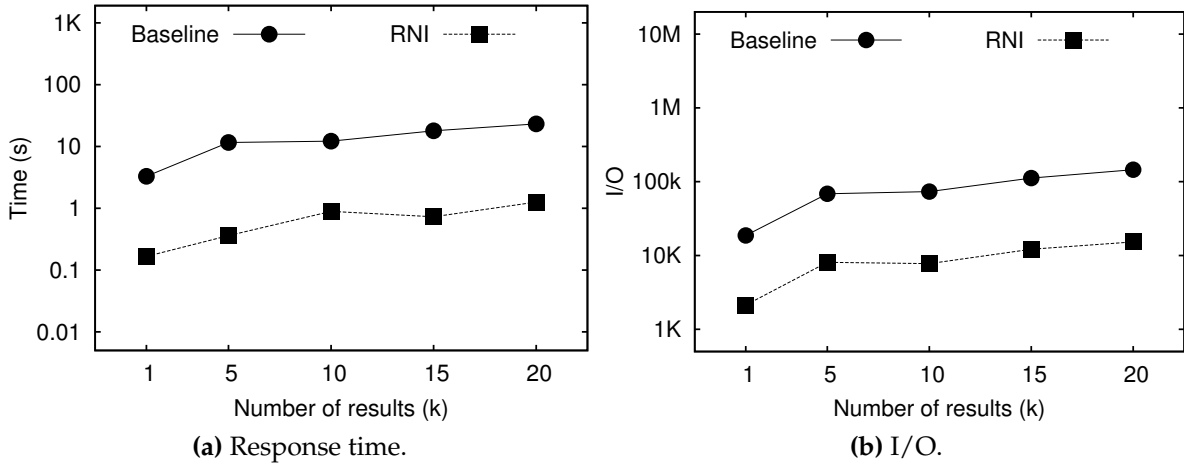 1K
100
10
1
0.1
0.01
Time (s)
Baseline
RNI
1 5 10 15 20
Number of results (k)
(a) Response time.
10M
1M
100k
10K
1K
I/O
Baseline
RNI
1 5 10 15 20
Number of results (k)
(b) I/O.